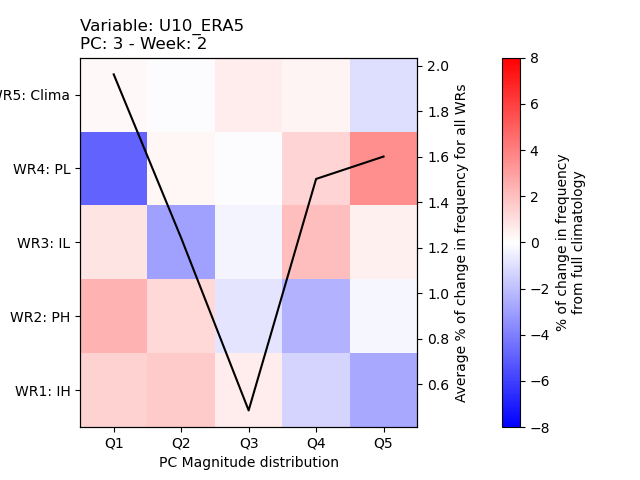 Variable: U10_ERA5
PC: 3 - Week: 2
WR5: Clima
WR4: PL
WR3: IL
WR2: PH
WR1: IH
Q1 Q2 Q3 Q4 Q5
PC Magnitude distribution
2.0
1.8
1.6
1.4
1.2
1.0
0.8
0.6
Average % of change in frequency for all WRs
8
6
4
2
0
−2
−4
−6
−8
% of change in frequency
from full climatology